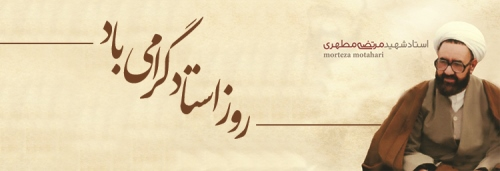 روز استاد گرامی باد
استاد شهید مرتضی مطهری
morteza motahari